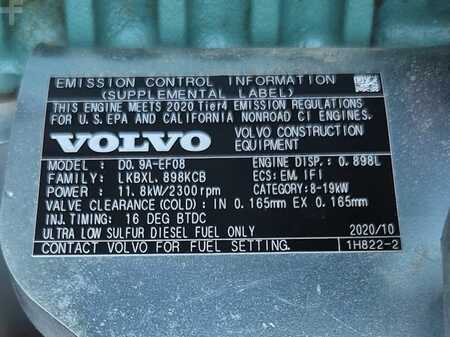 EMISSION CONTROL INFORMATION
(SUPPLEMENTAL LABEL)
THIS ENGINE MEETS 2020 Tier4 EMISSION REGULATIONS
FOR U.S.EPA AND CALIFORNIA NONROAD CI ENGINES.
VOLVO VOLVO CONSTRUCTION
EQUIPMENT
MODEL : D0.9A-EF08 ENGINE DISP.: 0.898L
FAMILY: LKBXL.898KCB ECS: EM, IFI
POWER : 11.8kW/2300rpm CATEGORY: 8-19kW
VALVE CLEARANCE (COLD) : IN 0.165mm EX 0.165mm
INJ. TIMING: 16 DEG BTDC
ULTRA LOW SULFUR DIESEL FUEL ONLY 2020/10
CONTACT VOLVO FOR FUEL SETTING. 1H822-2